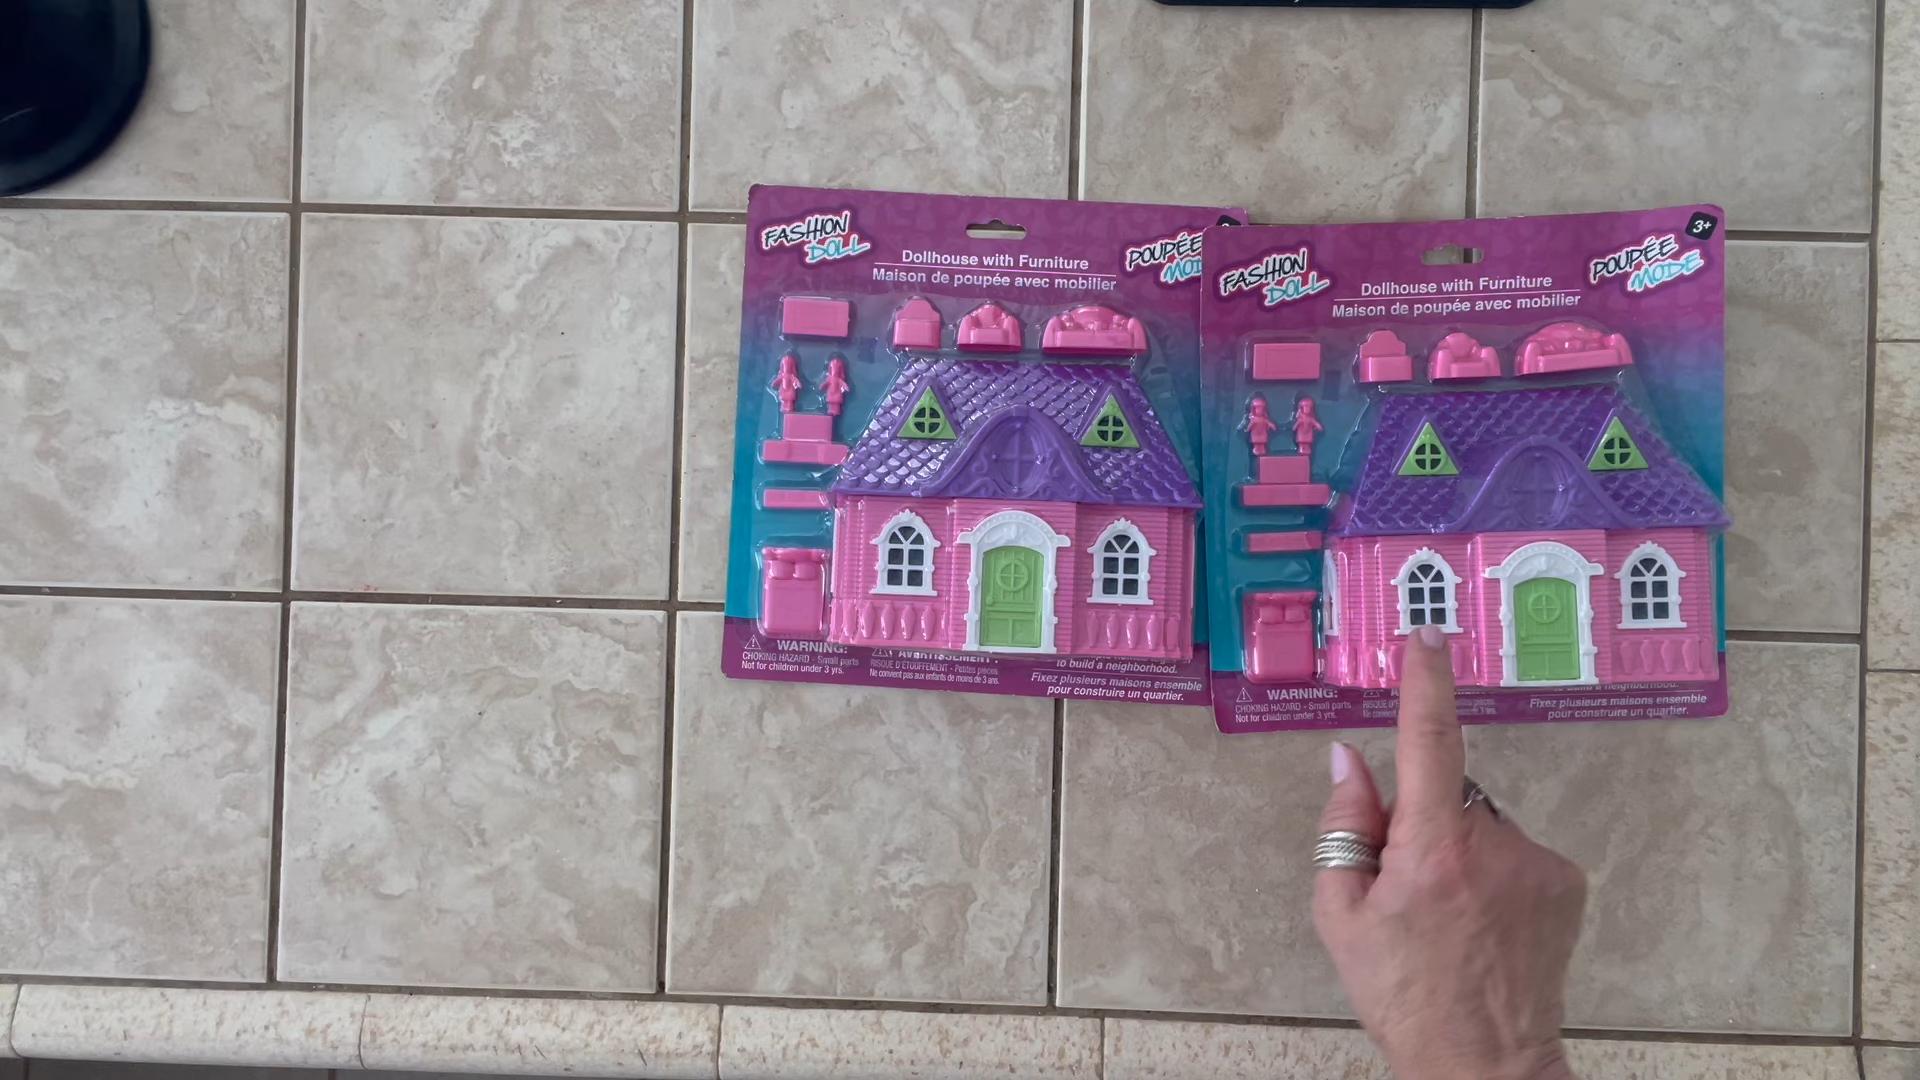 FASHION
DOLL
Dollhouse with Furniture
Maison de poupée avec mobilier
POUPÉE
WARNING:
CHOKING HAZARD - Small parts
Not for children under 3 yrs.
AVERTISSEMENT :
RISQUE D'ÉTOUFFEMENT - Petites pièces.
Ne convient pas aux enfants de moins de 3 ans.
to build a neighborhood.
Fixez plusieurs maisons ensemble
pour construire un quartier.
FASHION
DOLL
Dollhouse with Furniture
Maison de poupée avec mobilier
POUPÉE
MODE
3+
WARNING:
CHOKING HAZARD - Small parts
Not for children under 3 yrs.
to build a neighborhood.
Fixez plusieurs maisons ensemble
pour construire un quartier.